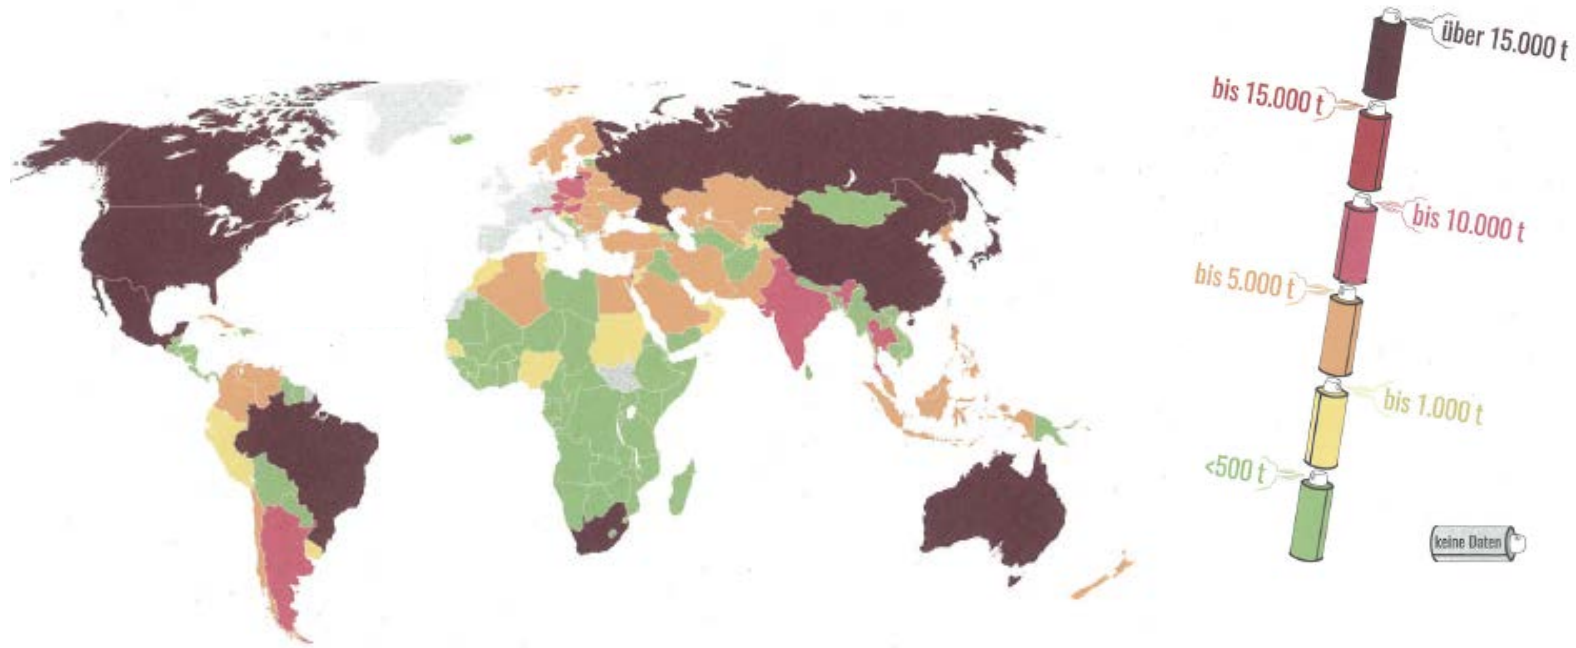 über 15.000 t
bis 15.000 t
bis 10.000 t
bis 5.000 t
bis 1.000 t
<500 t
keine Daten